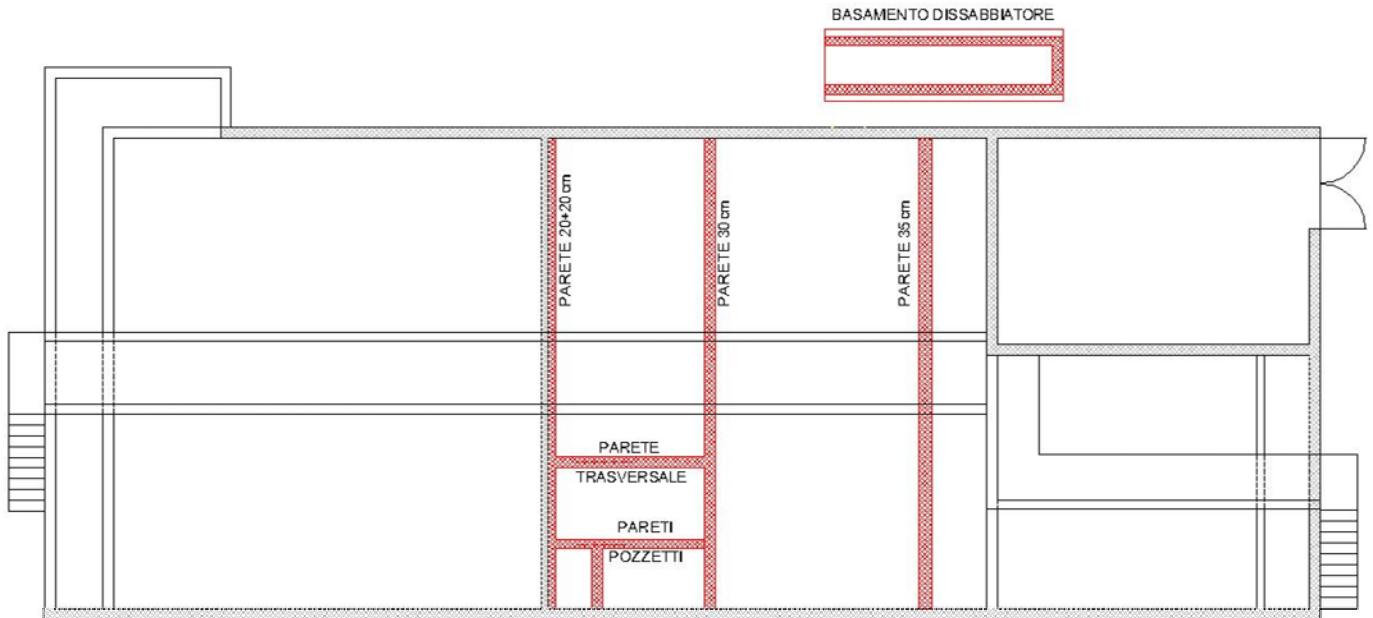 BASAMENTO DISSABBIATORE
PARETE 20+20 cm
PARETE 30 cm
PARETE 35 cm
PARETE
TRASVERSALE
PARETI
POZZETTI